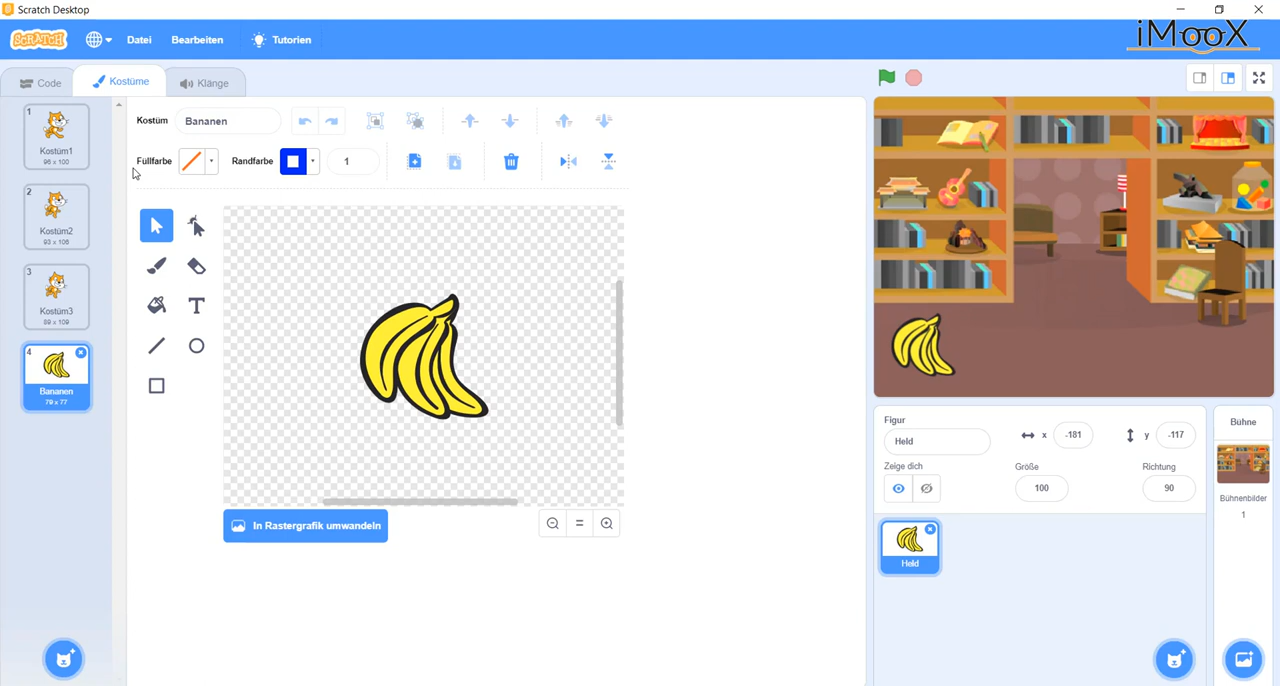 Scratch Desktop
SCRATCH
Datei
Bearbeiten
Tutorien
iMooX
Code
Kostüme
Klänge
Kostüm
Bananen
Füllfarbe
Randfarbe
1
1
Kostüm1
96 x 100
2
Kostüm2
93 x 106
3
Kostüm3
89 x 109
4
Bananen
79 x 77
In Rastergrafik umwandeln
Figur
Held
x
-181
y
-117
Zeige dich
Größe
100
Richtung
90
Held
Bühne
Bühnenbilder
1